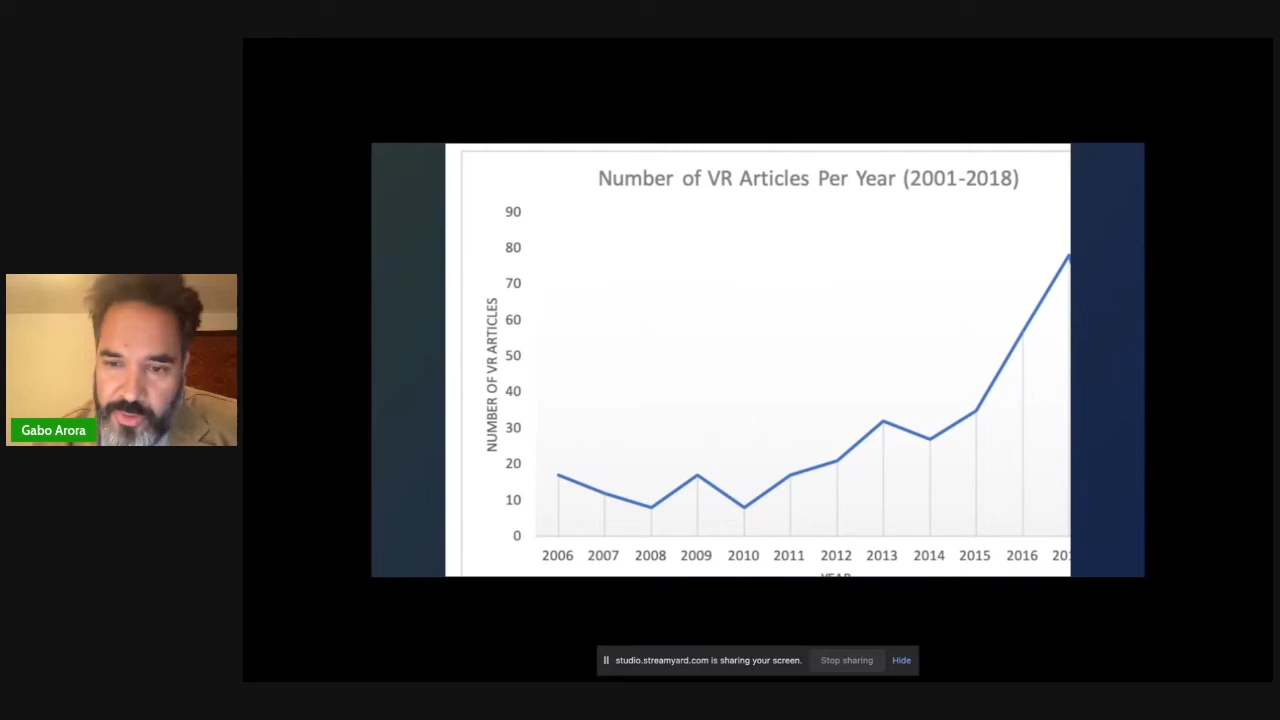 Number of VR Articles Per Year (2001-2018)
90
80
70
60
50
40
30
20
10
0
NUMBER OF VR ARTICLES
2006 2007 2008 2009 2010 2011 2012 2013 2014 2015 2016
Gabo Arora
studio.streamyard.com is sharing your screen. Stop sharing Hide